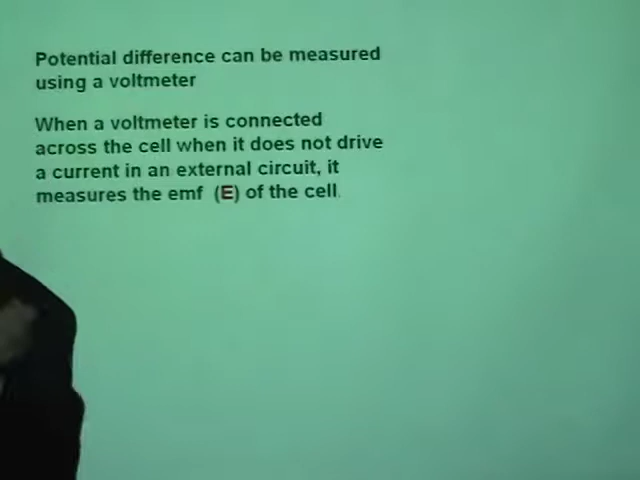 Potential difference can be measured
using a voltmeter
When a voltmeter is connected
across the cell when it does not drive
a current in an external circuit, it
measures the emf (E) of the cell.